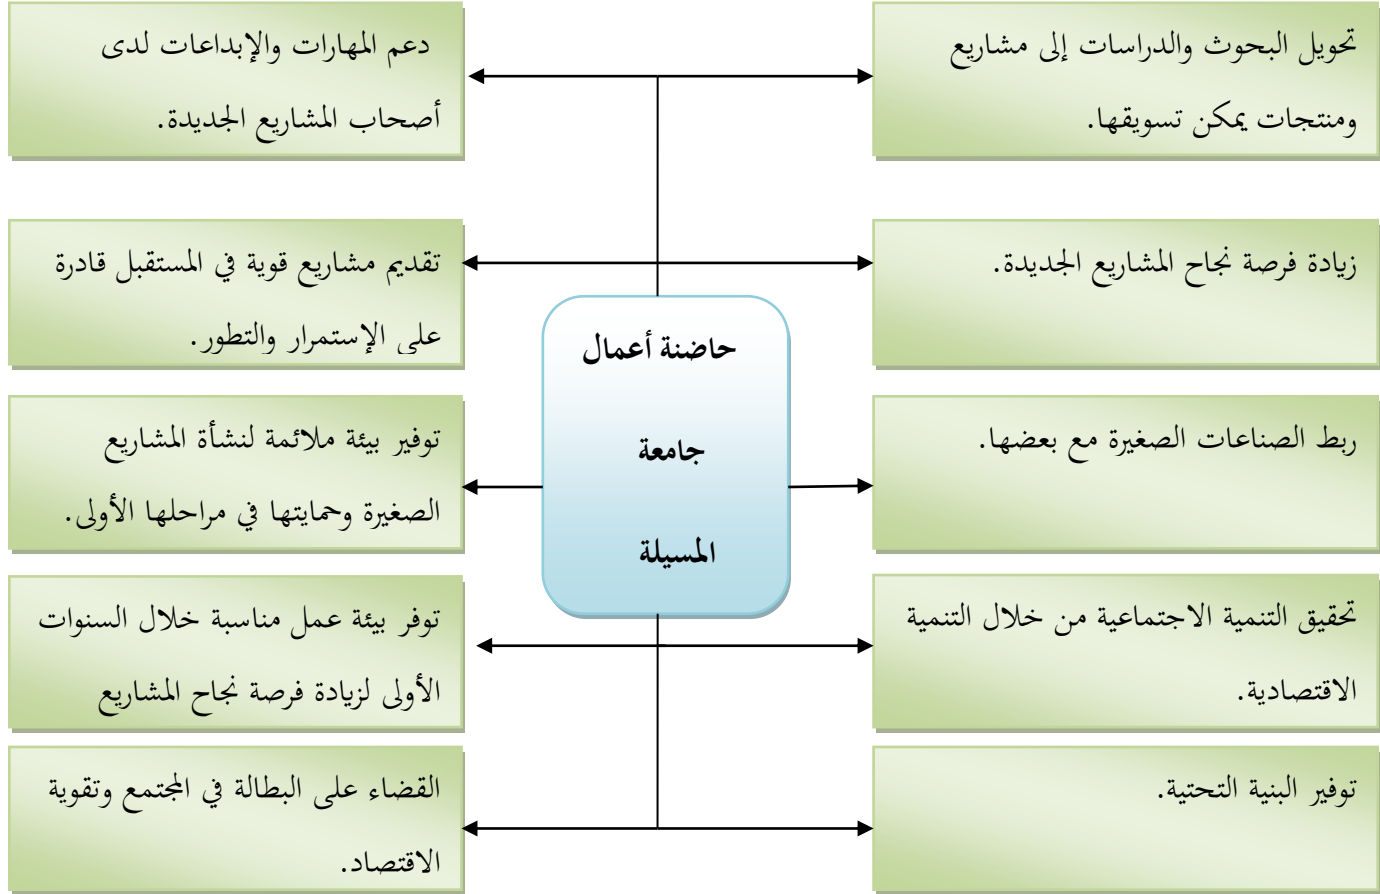 تحويل البحوث والدراسات إلى مشاريع
ومنتجات يمكن تسويقها.
دعم المهارات والإبداعات لدى
أصحاب المشاريع الجديدة.
زيادة فرصة نجاح المشاريع الجديدة.
تقديم مشاريع قوية في المستقبل قادرة
على الإستمرار والتطور.
حاضنة أعمال
جامعة
المسيلة
ربط الصناعات الصغيرة مع بعضها.
توفير بيئة ملائمة لنشأة المشاريع
الصغيرة وحمايتها في مراحلها الأولى.
تحقيق التنمية الاجتماعية من خلال التنمية
الاقتصادية.
توفر بيئة عمل مناسبة خلال السنوات
الأولى لزيادة فرصة نجاح المشاريع
توفير البنية التحتية.
القضاء على البطالة في المجتمع وتقوية
الاقتصاد.